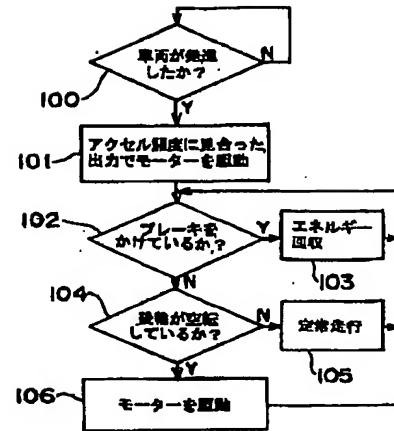 車両が発進
したか?
N
100
Y
101
アクセル開度に見合った
出力でモーターを駆動
102
ブレーキを
かけているか?
Y
エネルギー
回収
103
N
104
が空転
しているか?
N
定常走行
105
Y
106
モーターを駆動